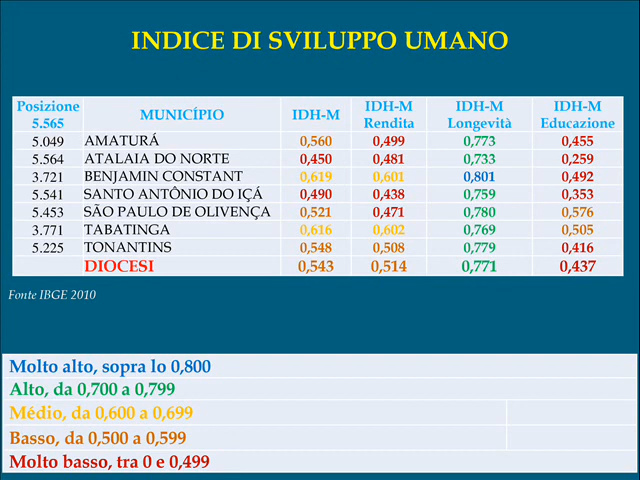 INDICE DI SVILUPPO UMANO
Posizione 5.565 MUNICÍPIO IDH-M IDH-M Rendita IDH-M Longevità IDH-M Educazione
5.049 AMATURÁ 0,560 0,499 0,773 0,455
5.564 ATALAIA DO NORTE 0,450 0,481 0,733 0,259
3.721 BENJAMIN CONSTANT 0,619 0,601 0,801 0,492
5.541 SANTO ANTÔNIO DO IÇÁ 0,490 0,438 0,759 0,353
5.453 SÃO PAULO DE OLIVENÇA 0,521 0,471 0,780 0,576
3.771 TABATINGA 0,616 0,602 0,769 0,505
5.225 TONANTINS 0,548 0,508 0,779 0,416
DIOCESI 0,543 0,514 0,771 0,437
Fonte IBGE 2010
Molto alto, sopra lo 0,800
Alto, da 0,700 a 0,799
Médio, da 0,600 a 0,699
Basso, da 0,500 a 0,599
Molto basso, tra 0 e 0,499